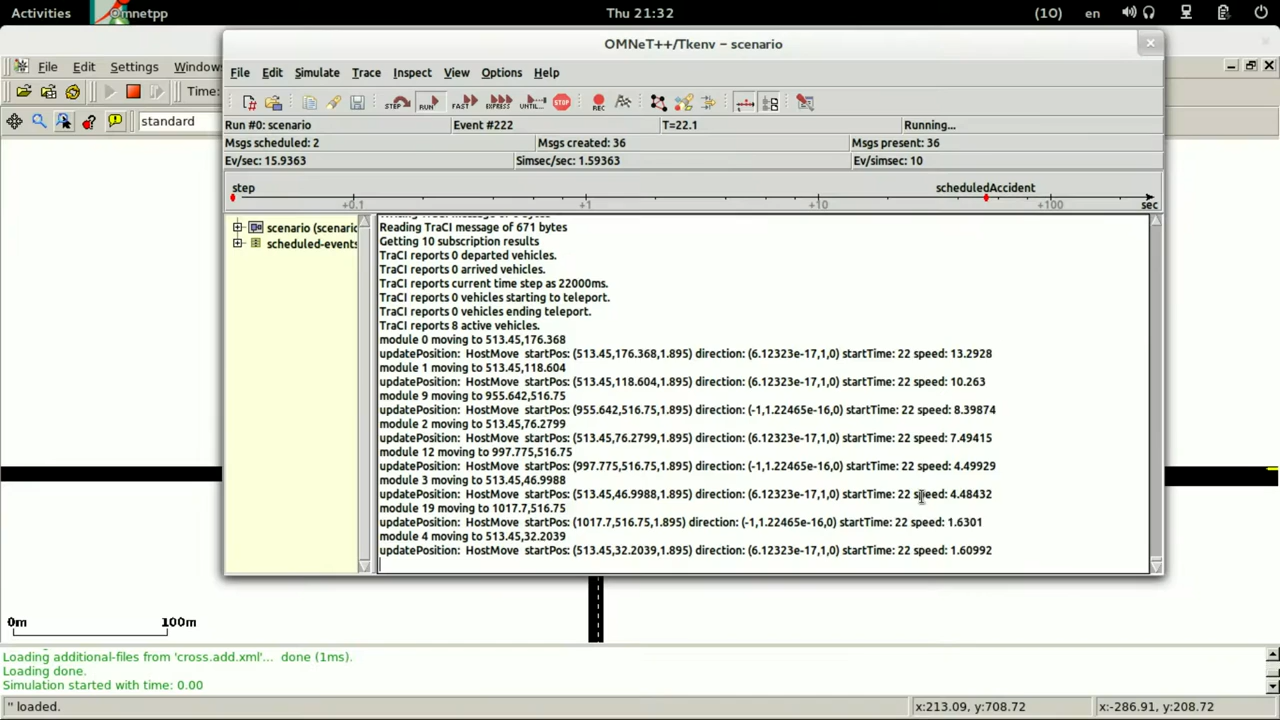 Activities
Omnetpp
Thu 21:32
(10)
en
OMNeT++/Tkenv – scenario
File Edit Settings Windows
File Edit Simulate Trace Inspect View Options Help
Time:
STEP RUN FAST EXPRESS UNTIL... STOP REC
standard
Run #0: scenario
Event #222
T=22.1
Running...
Msgs scheduled: 2
Msgs created: 36
Msgs present: 36
Ev/sec: 15.9363
Simsec/sec: 1.59363
Ev/simsec: 10
step
scheduledAccident
+0.1
+1
+10
+100
sec
scenario (scenario
scheduled-events
Reading TraCI message of 671 bytes
Getting 10 subscription results
TraCI reports 0 departed vehicles.
TraCI reports 0 arrived vehicles.
TraCI reports current time step as 22000ms.
TraCI reports 0 vehicles starting to teleport.
TraCI reports 0 vehicles ending teleport.
TraCI reports 8 active vehicles.
module 0 moving to 513.45,176.368
updatePosition: HostMove startPos: (513.45,176.368,1.895) direction: (6.12323e-17,1,0) startTime: 22 speed: 13.2928
module 1 moving to 513.45,118.604
updatePosition: HostMove startPos: (513.45,118.604,1.895) direction: (6.12323e-17,1,0) startTime: 22 speed: 10.263
module 9 moving to 955.642,516.75
updatePosition: HostMove startPos: (955.642,516.75,1.895) direction: (-1,1.22465e-16,0) startTime: 22 speed: 8.39874
module 2 moving to 513.45,76.2799
updatePosition: HostMove startPos: (513.45,76.2799,1.895) direction: (6.12323e-17,1,0) startTime: 22 speed: 7.49415
module 12 moving to 997.775,516.75
updatePosition: HostMove startPos: (997.775,516.75,1.895) direction: (-1,1.22465e-16,0) startTime: 22 speed: 4.49929
module 3 moving to 513.45,46.9988
updatePosition: HostMove startPos: (513.45,46.9988,1.895) direction: (6.12323e-17,1,0) startTime: 22 speed: 4.48432
module 19 moving to 1017.7,516.75
updatePosition: HostMove startPos: (1017.7,516.75,1.895) direction: (-1,1.22465e-16,0) startTime: 22 speed: 1.6301
module 4 moving to 513.45,32.2039
updatePosition: HostMove startPos: (513.45,32.2039,1.895) direction: (6.12323e-17,1,0) startTime: 22 speed: 1.60992
0m
100m
Loading additional-files from 'cross.add.xml'... done (1ms).
Loading done.
Simulation started with time: 0.00
'' loaded.
x:213.09, y:708.72
x:-286.91, y:208.72